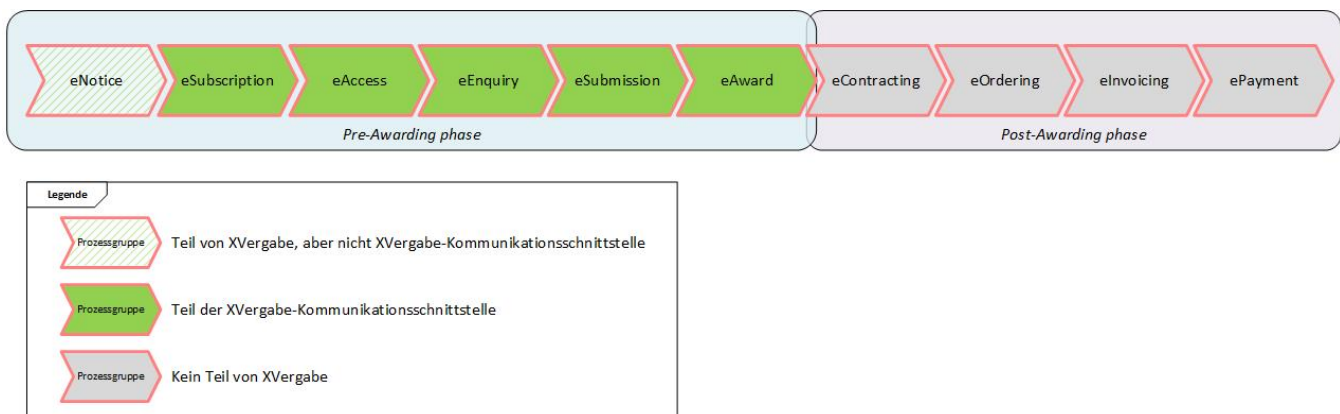 eNotice eSubscription eAccess eEnquiry eSubmission eAward eContracting eOrdering eInvoicing ePayment
Pre-Awarding phase Post-Awarding phase
Legende
Prozessgruppe Teil von XVergabe, aber nicht XVergabe-Kommunikationsschnittstelle
Prozessgruppe Teil der XVergabe-Kommunikationsschnittstelle
Prozessgruppe Kein Teil von XVergabe